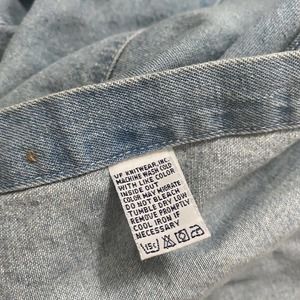 VF KNITWEAR, INC.
MACHINE WASH COLD
WITH LIKE COLOR
INSIDE OUT
COLOR MAY MIGRATE
DO NOT BLEACH
TUMBLE DRY LOW
REMOVE PROMPTLY
COOL IRON IF
NECESSARY